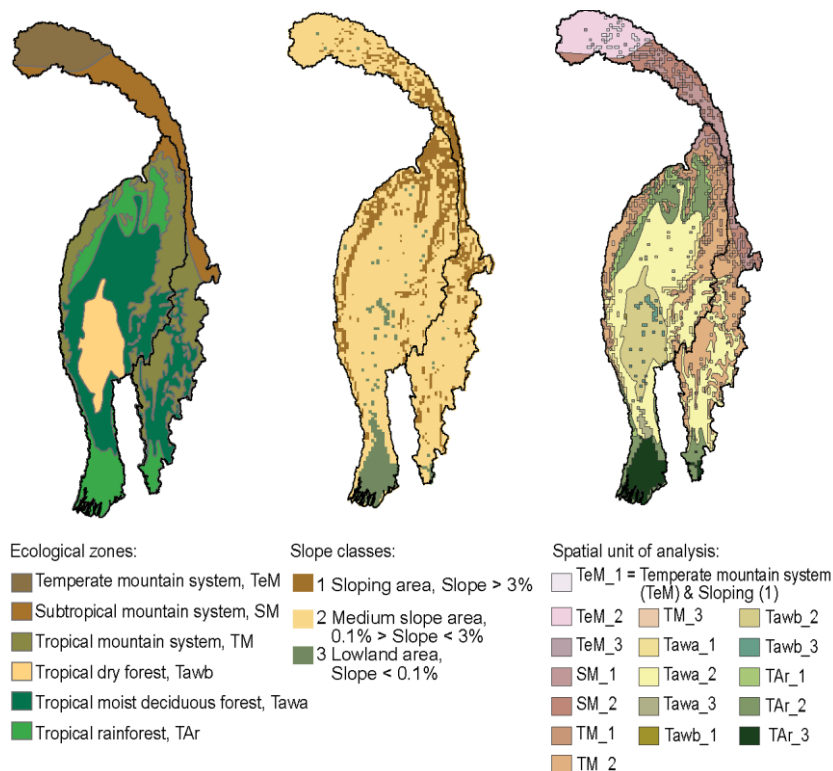 Ecological zones:
Temperate mountain system, TeM
Subtropical mountain system, SM
Tropical mountain system, TM
Tropical dry forest, Tawb
Tropical moist deciduous forest, Tawa
Tropical rainforest, TAr
Slope classes:
1 Sloping area, Slope > 3%
2 Medium slope area,
0.1% > Slope < 3%
3 Lowland area,
Slope < 0.1%
Spatial unit of analysis:
TeM_1 = Temperate mountain system
(TeM) & Sloping (1)
TeM_2
TeM_3
SM_1
SM_2
TM_1
TM_2
TM_3
Tawa_1
Tawa_2
Tawa_3
Tawb_1
Tawb_2
Tawb_3
TAr_1
TAr_2
TAr_3